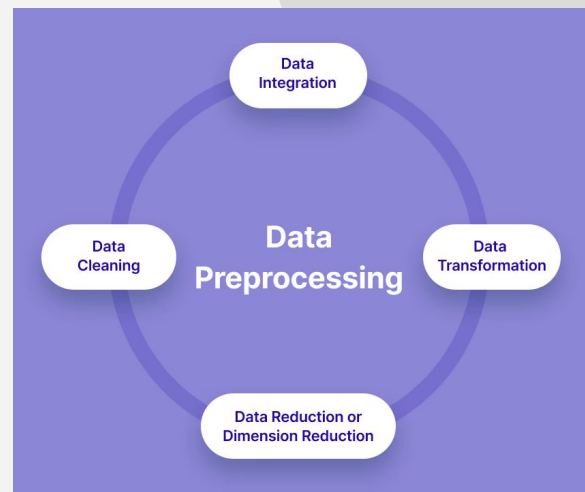 Data
Integration
Data
Cleaning
Data
Preprocessing
Data
Transformation
Data Reduction or
Dimension Reduction